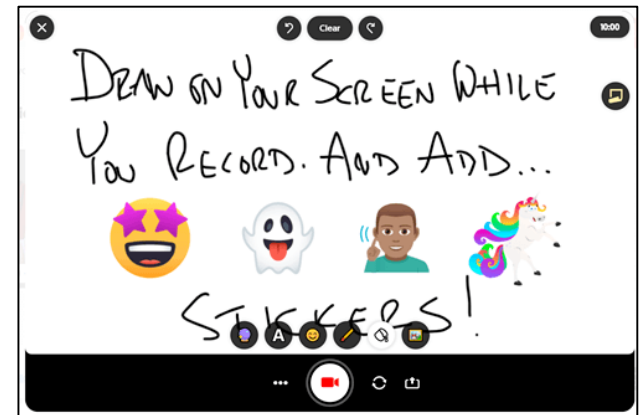 Clear
10:00
DRAW ON YOUR SCREEN WHILE
YOU RECORD. AND ADD...
STICKERS!
A